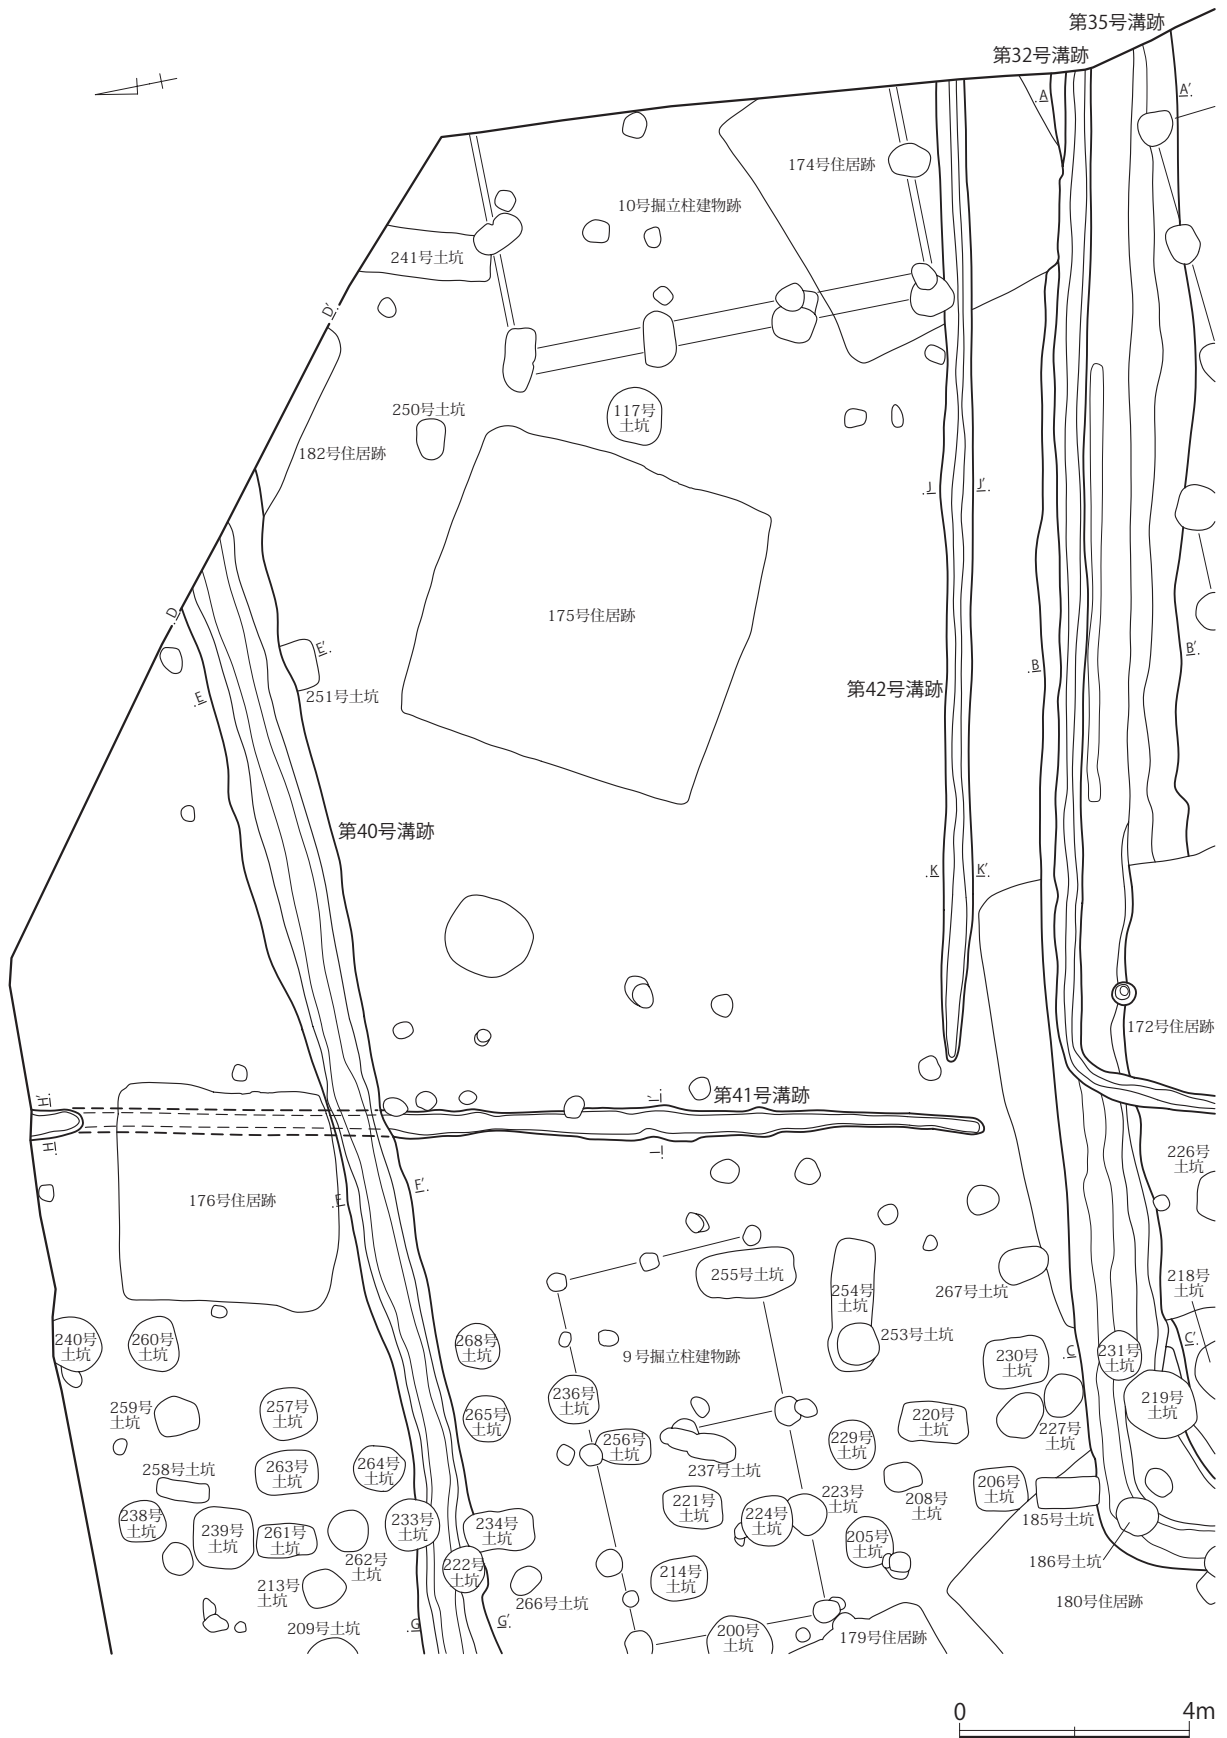 第35号溝跡
第32号溝跡
A
A′
174号住居跡
10号掘立柱建物跡
241号土坑
D′
250号土坑
117号
土坑
182号住居跡
J
J′
D
175号住居跡
E′
E
251号土坑
B′
B
第42号溝跡
第40号溝跡
K
K′
172号住居跡
H′
第41号溝跡
I′
H
I
226号
土坑
F′
F
176号住居跡
255号土坑
254号
土坑
267号土坑
218号
土坑
240号
土坑
260号
土坑
268号
土坑
253号土坑
9号掘立柱建物跡
C
C′
230号
土坑
231号
土坑
236号
土坑
219号
土坑
259号
土坑
257号
土坑
265号
土坑
220号
土坑
227号
土坑
256号
土坑
229号
土坑
258号土坑
263号
土坑
264号
土坑
237号土坑
206号
土坑
223号
土坑
208号
土坑
221号
土坑
224号
土坑
185号土坑
238号
土坑
239号
土坑
261号
土坑
233号
土坑
234号
土坑
205号
土坑
262号
土坑
222号
土坑
186号土坑
213号
土坑
214号
土坑
266号土坑
180号住居跡
209号土坑
G
G′
200号
土坑
179号住居跡
0
4m